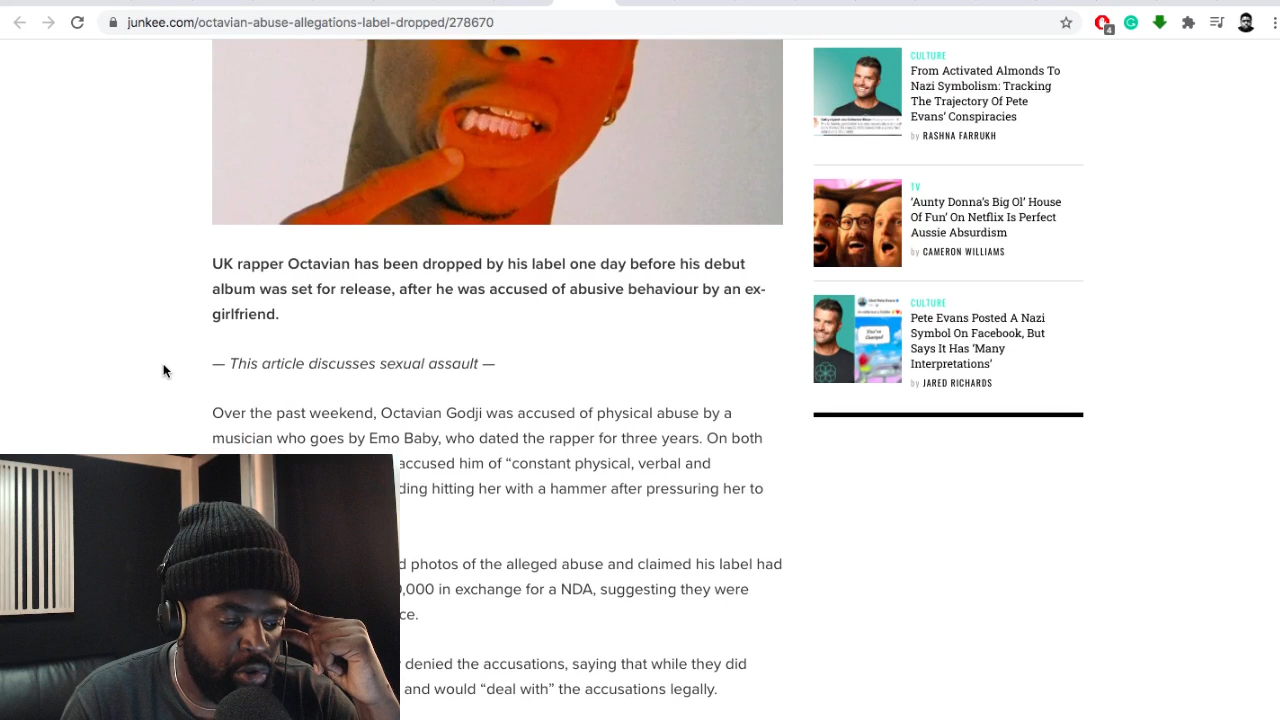 junkee.com/octavian-abuse-allegations-label-dropped/278670
4
UK rapper Octavian has been dropped by his label one day before his debut
album was set for release, after he was accused of abusive behaviour by an ex-
girlfriend.
— This article discusses sexual assault —
Over the past weekend, Octavian Godji was accused of physical abuse by a
musician who goes by Emo Baby, who dated the rapper for three years. On both
accused him of “constant physical, verbal and
ding hitting her with a hammer after pressuring her to
d photos of the alleged abuse and claimed his label had
0,000 in exchange for a NDA, suggesting they were
ce.
denied the accusations, saying that while they did
and would “deal with” the accusations legally.
CULTURE
From Activated Almonds To
Nazi Symbolism: Tracking
The Trajectory Of Pete
Evans’ Conspiracies
by RASHNA FARRUKH
TV
‘Aunty Donna’s Big Ol’ House
Of Fun’ On Netflix Is Perfect
Aussie Absurdism
by CAMERON WILLIAMS
CULTURE
Pete Evans Posted A Nazi
Symbol On Facebook, But
Says It Has ‘Many
Interpretations’
by JARED RICHARDS